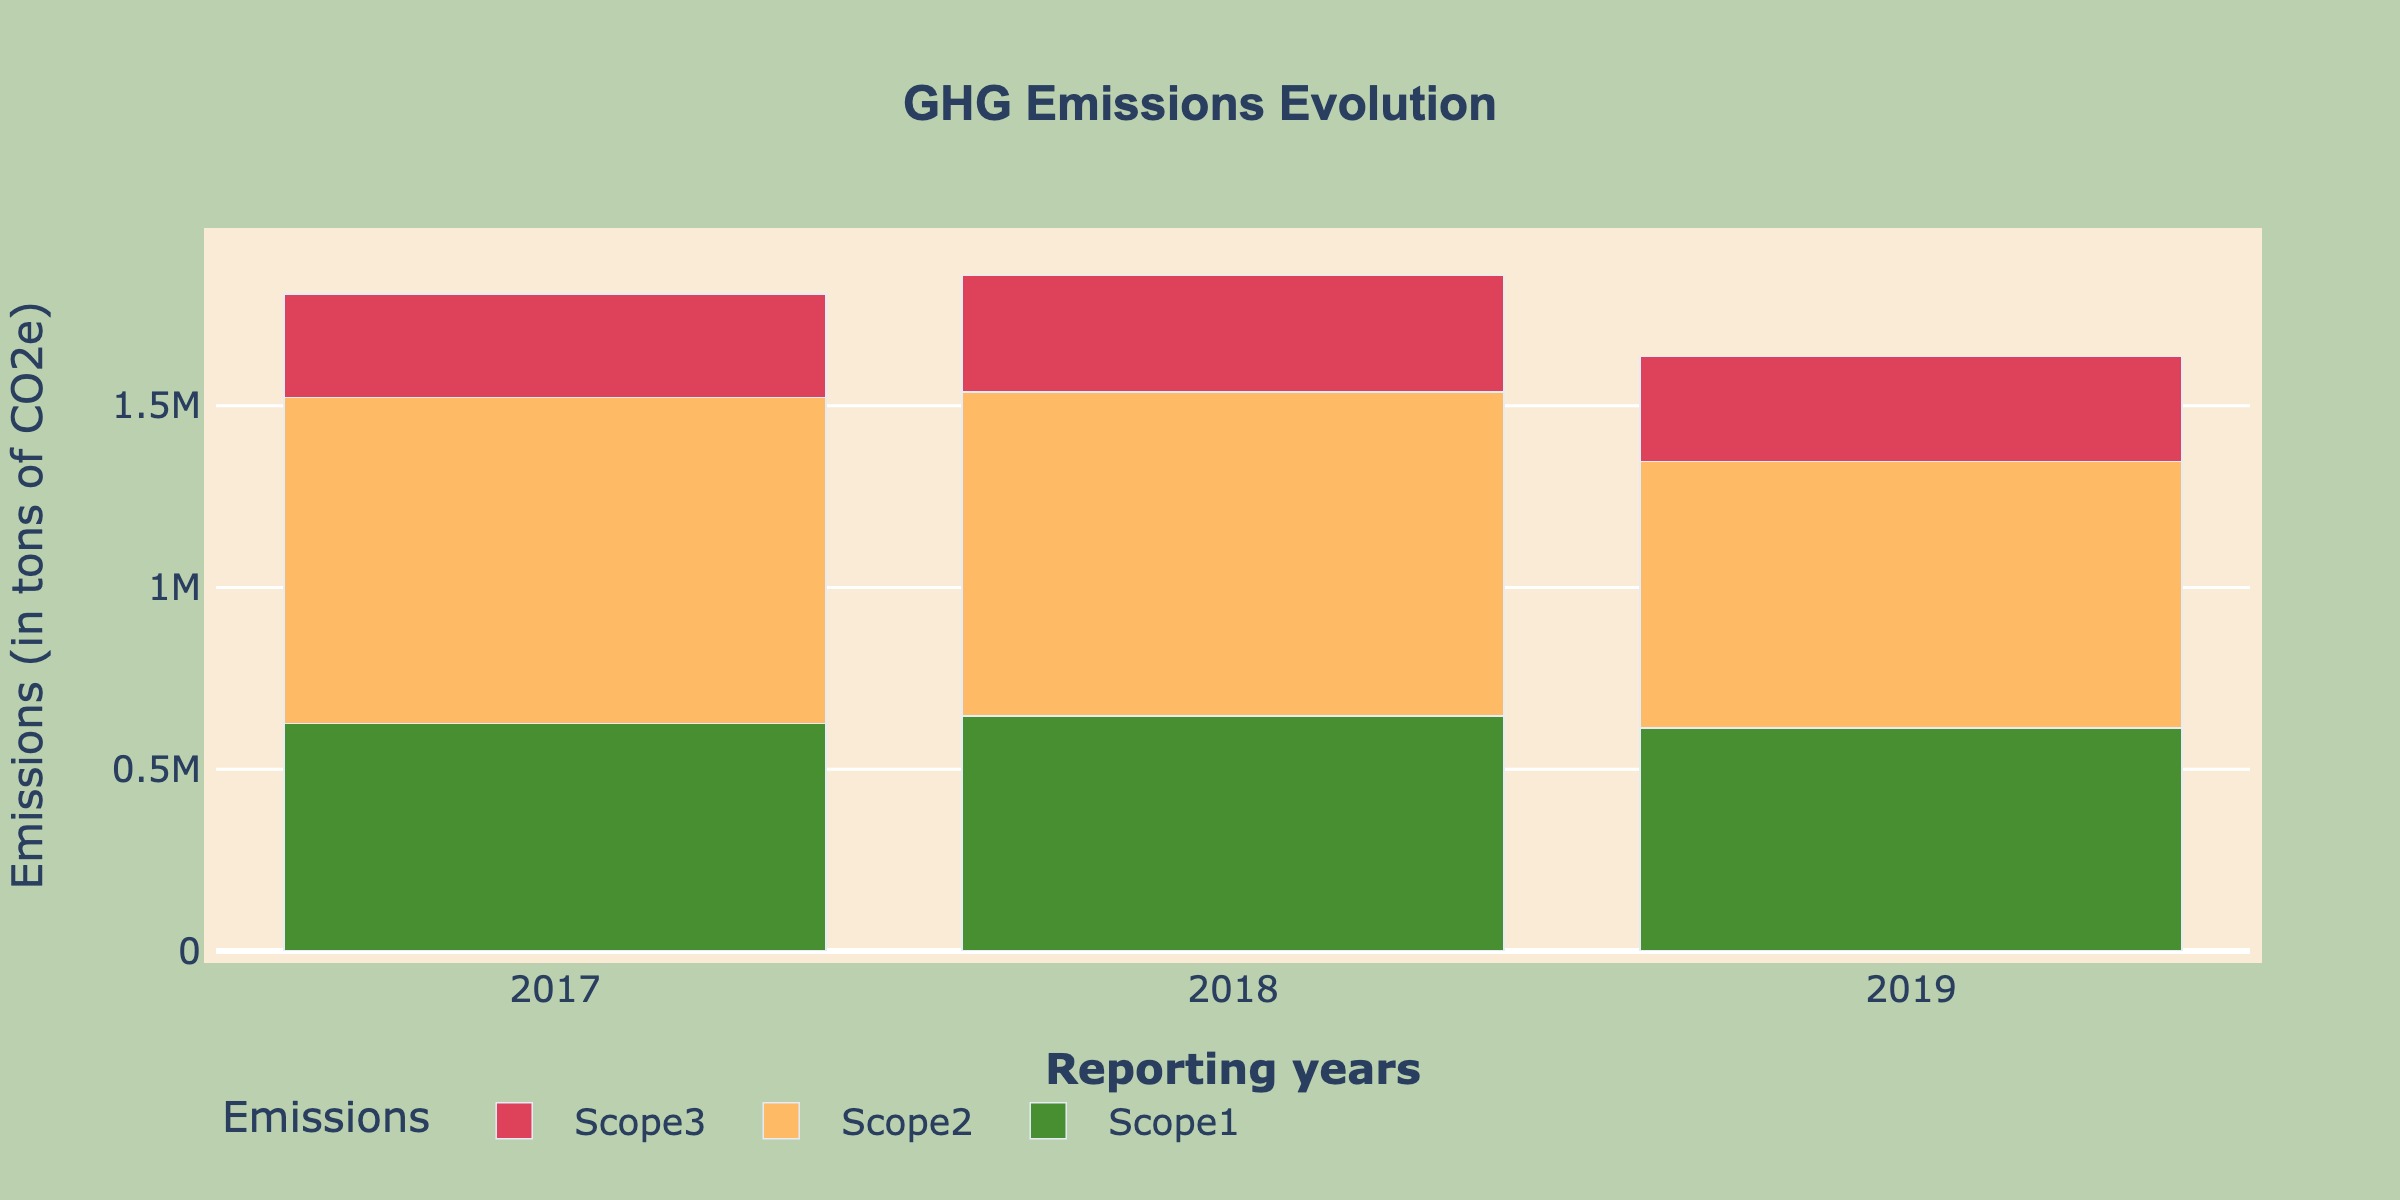 GHG Emissions Evolution
Emissions (in tons of CO2e)
1.5M
1M
0.5M
0
2017 2018 2019
Reporting years
Emissions Scope3 Scope2 Scope1